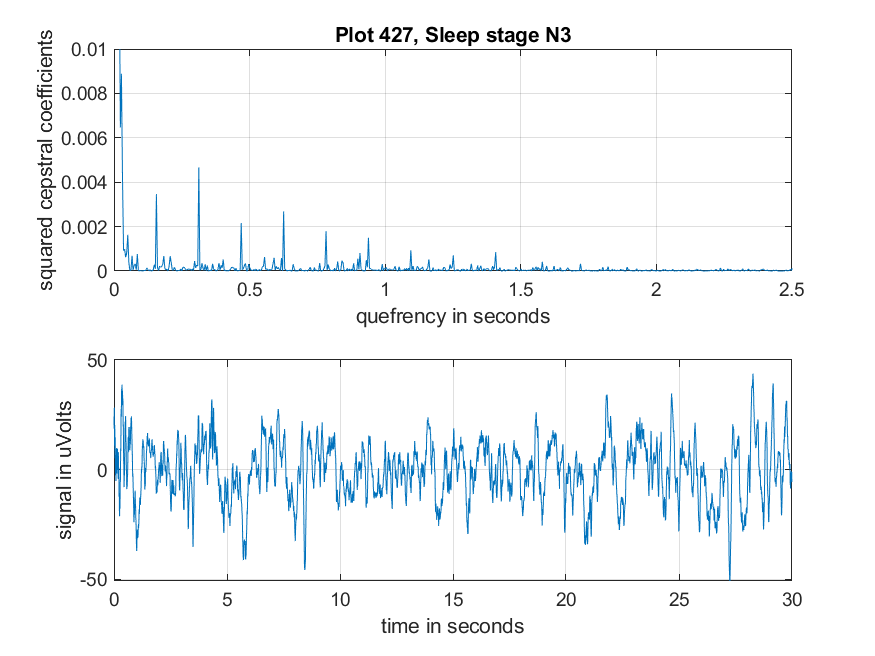 Plot 427, Sleep stage N3
squared cepstral coefficients
0.01
0.008
0.006
0.004
0.002
0
0 0.5 1 1.5 2 2.5
quefrency in seconds
signal in uVolts
50
0
-50
0 5 10 15 20 25 30
time in seconds